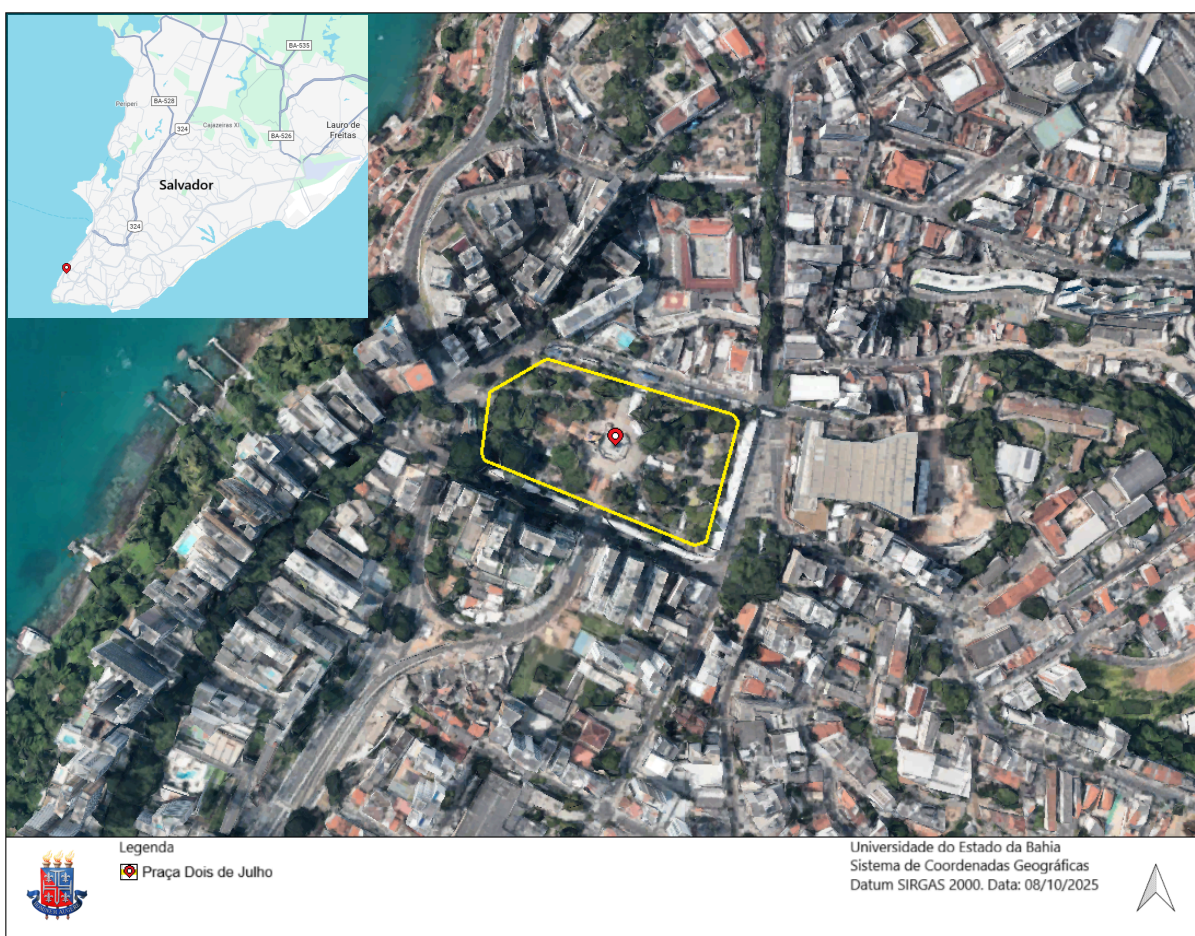 BA-535
Periperi
BA-528
324
Cajazeiras XI
BA-526
Lauro de
Freitas
Salvador
324
Legenda
Praça Dois de Julho
Universidade do Estado da Bahia
Sistema de Coordenadas Geográficas
Datum SIRGAS 2000. Data: 08/10/2025